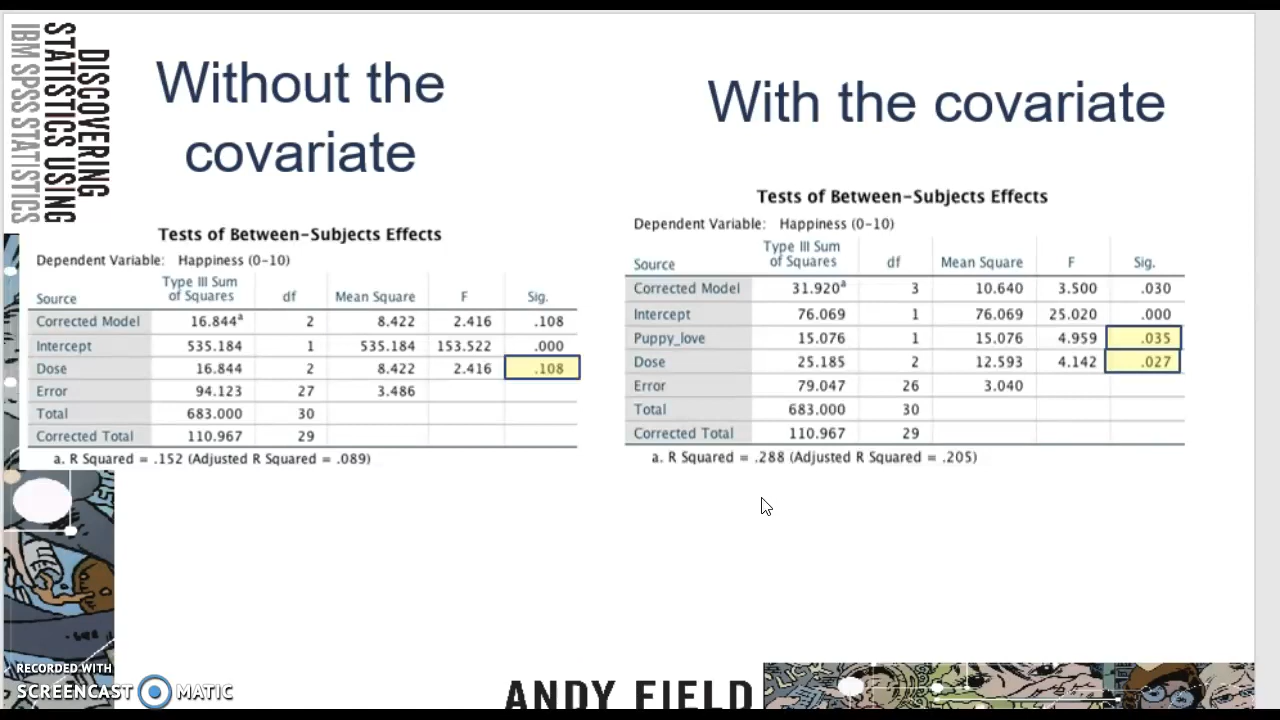 DISCOVERING
STATISTICS USING
IBM SPSS STATISTICS
Without the
covariate
Tests of Between-Subjects Effects
Dependent Variable: Happiness (0-10)
Source Type III Sum of Squares df Mean Square F Sig.
Corrected Model 16.844a 2 8.422 2.416 .108
Intercept 535.184 1 535.184 153.522 .000
Dose 16.844 2 8.422 2.416 .108
Error 94.123 27 3.486
Total 683.000 30
Corrected Total 110.967 29
a. R Squared = .152 (Adjusted R Squared = .089)
With the covariate
Tests of Between-Subjects Effects
Dependent Variable: Happiness (0-10)
Source Type III Sum of Squares df Mean Square F Sig.
Corrected Model 31.920a 3 10.640 3.500 .030
Intercept 76.069 1 76.069 25.020 .000
Puppy_love 15.076 1 15.076 4.959 .035
Dose 25.185 2 12.593 4.142 .027
Error 79.047 26 3.040
Total 683.000 30
Corrected Total 110.967 29
a. R Squared = .288 (Adjusted R Squared = .205)
RECORDED WITH
SCREENCAST MATIC
ANDY FIELD